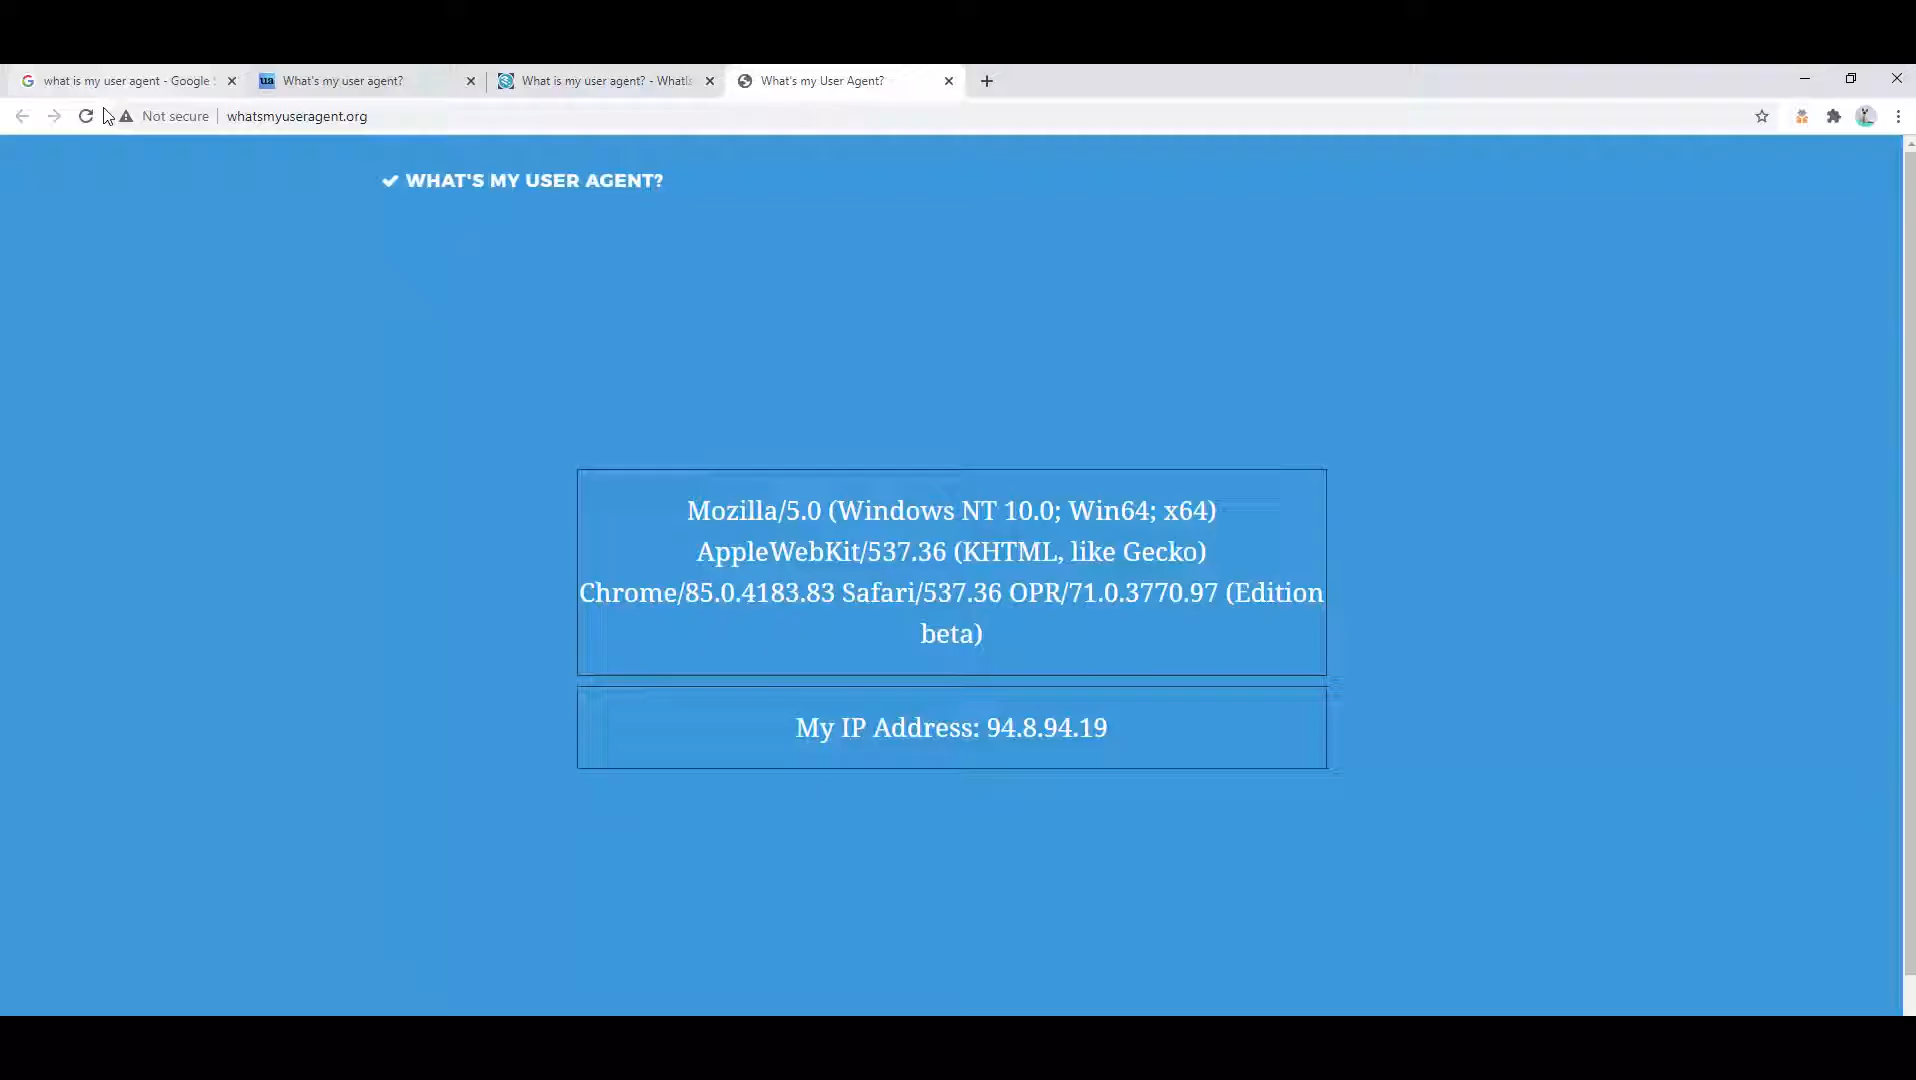 what is my user agent - Google
What's my user agent?
What is my user agent? - WhatIs
What's my User Agent?
Not secure
whatsmyuseragent.org
WHAT'S MY USER AGENT?
Mozilla/5.0 (Windows NT 10.0; Win64; x64)
AppleWebKit/537.36 (KHTML, like Gecko)
Chrome/85.0.4183.83 Safari/537.36 OPR/71.0.3770.97 (Edition
beta)
My IP Address: 94.8.94.19